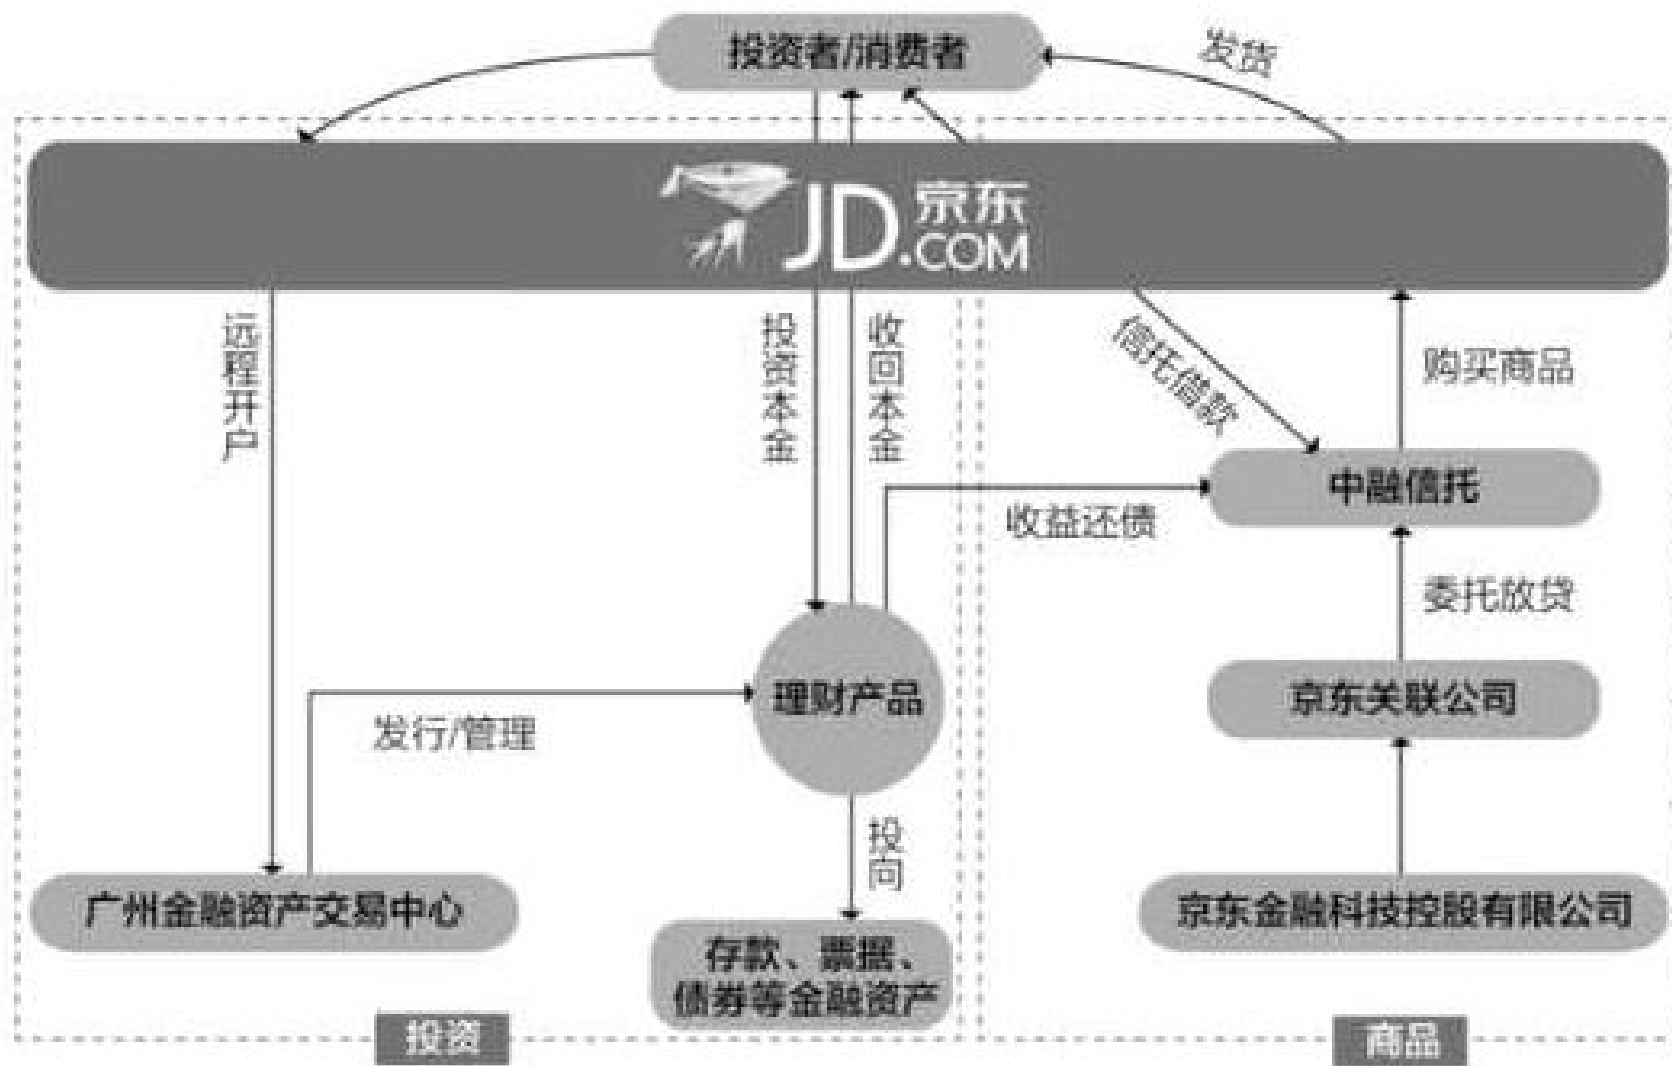 投资者/消费者
发货
JD.京东
.COM
远程开户
投资本金
收回本金
信托借款
购买商品
中融信托
收益还债
委托放贷
理财产品
京东关联公司
发行/管理
投向
广州金融资产交易中心
京东金融科技控股有限公司
存款、票据、
债券等金融资产
投资
商品